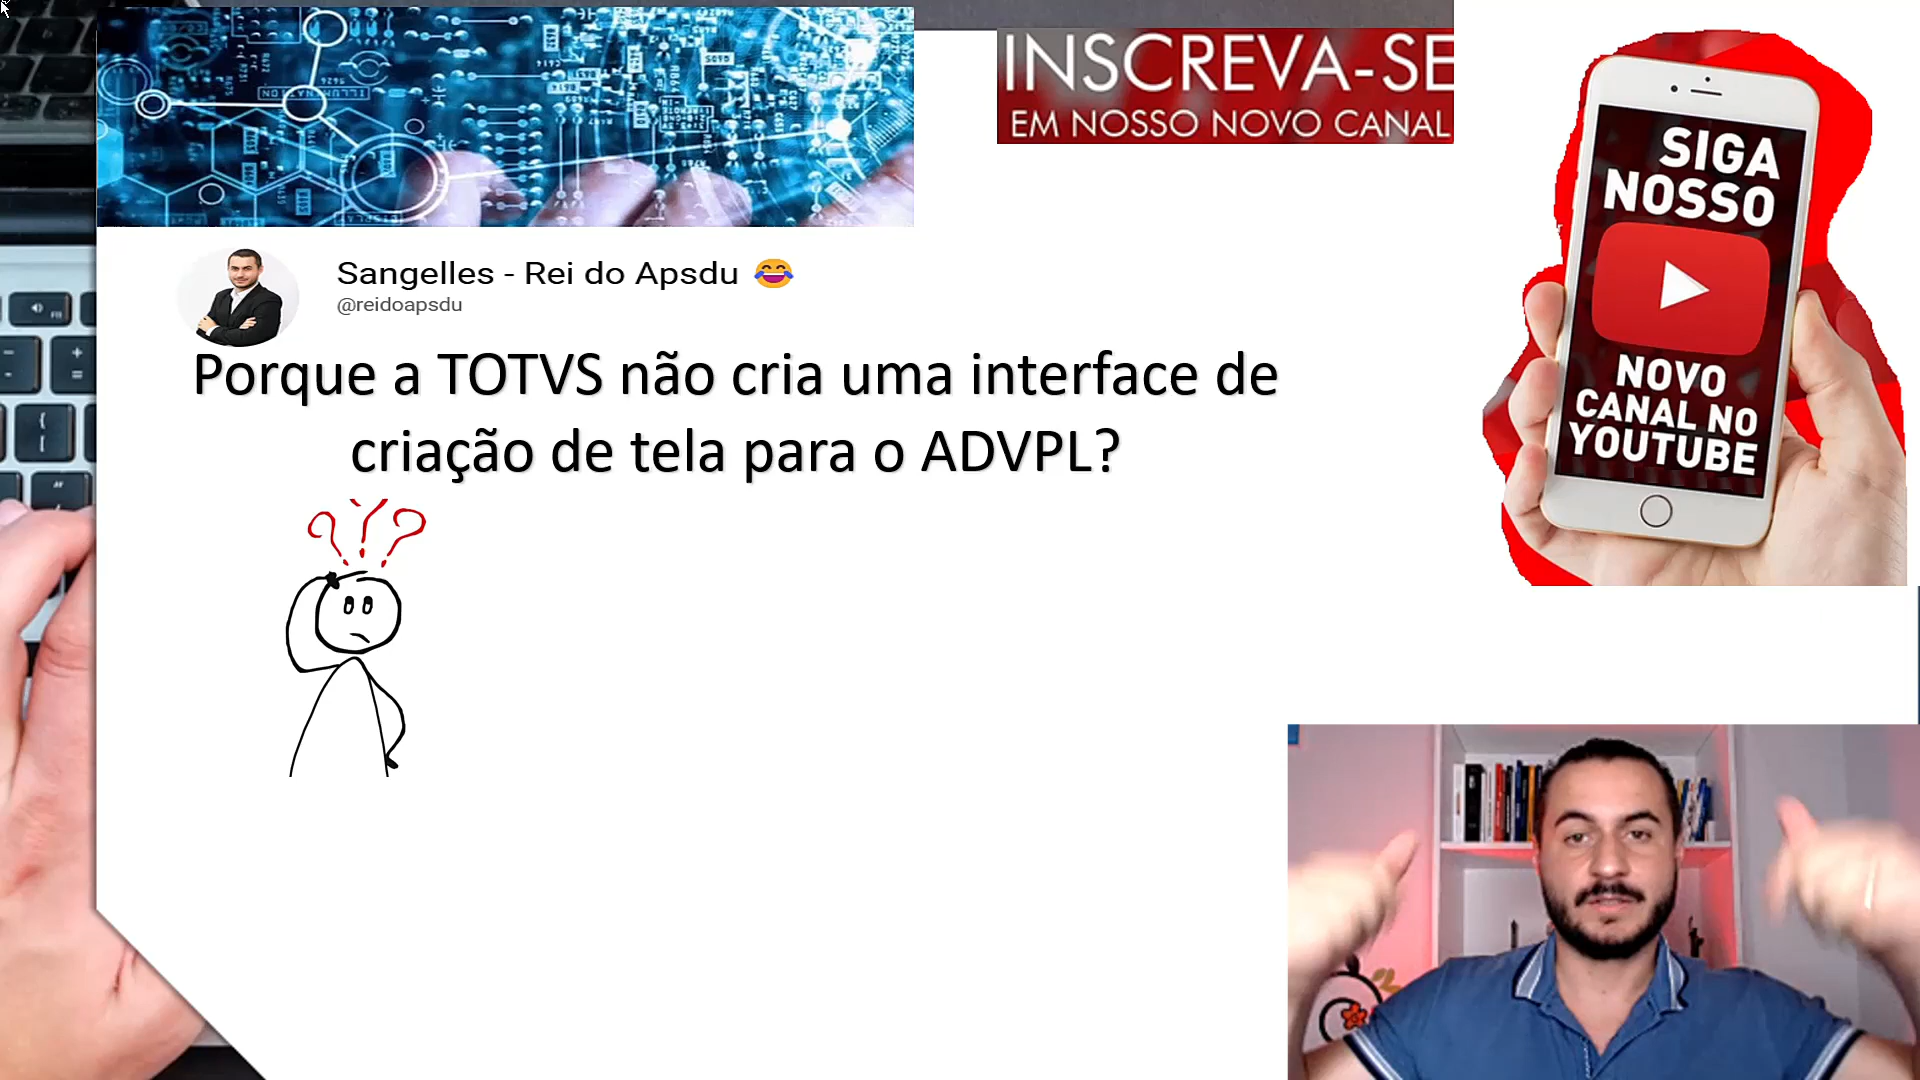 INSCREVA-SE
EM NOSSO NOVO CANAL
SIGA
NOSSO
NOVO
CANAL NO
YOUTUBE
Sangelles - Rei do Apsdu 😂
@reidoapsdu
Porque a TOTVS não cria uma interface de
criação de tela para o ADVPL?
???